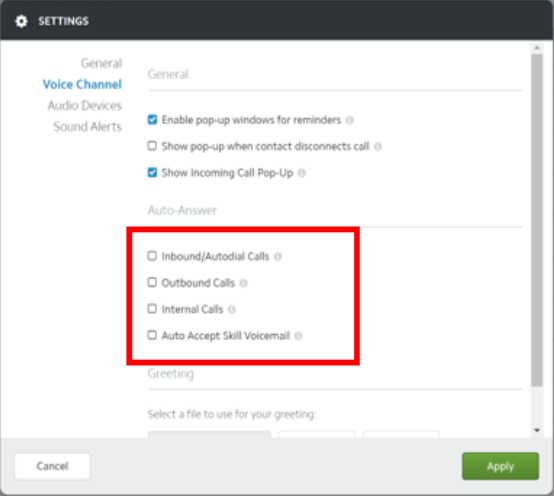 SETTINGS
General
Voice Channel
Audio Devices
Sound Alerts
General
Enable pop-up windows for reminders
Show pop-up when contact disconnects call
Show Incoming Call Pop-Up
Auto-Answer
Inbound/Autodial Calls
Outbound Calls
Internal Calls
Auto Accept Skill Voicemail
Greeting
Select a file to use for your greeting:
Cancel
Apply